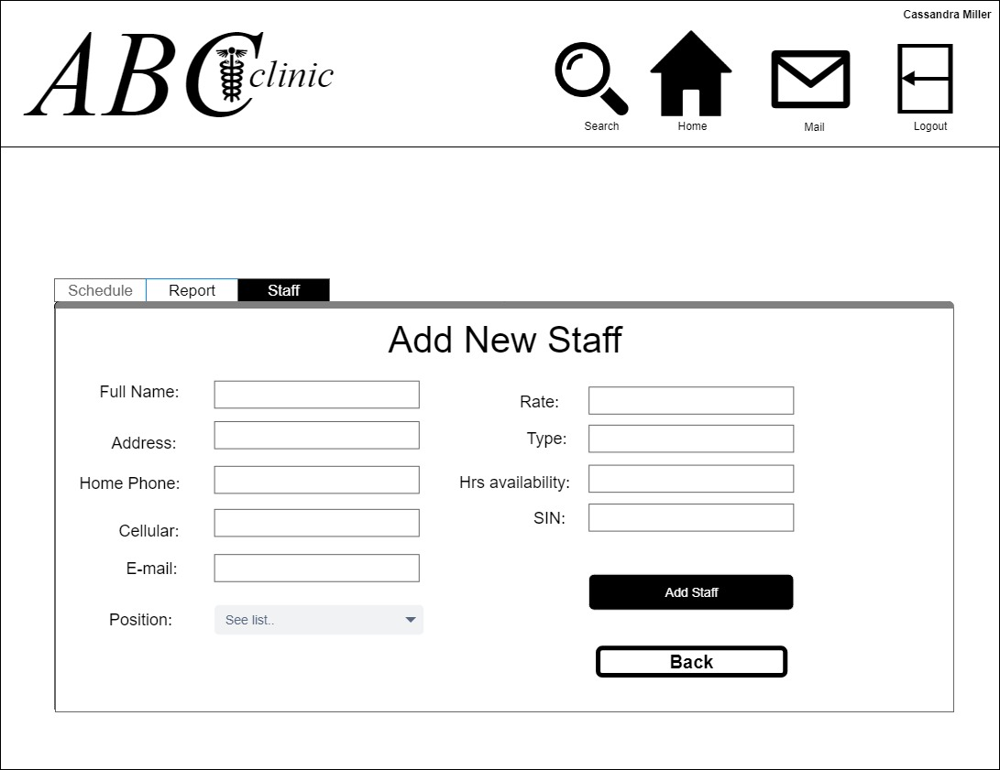 Cassandra Miller
ABC clinic
Search
Home
Mail
Logout
Schedule
Report
Staff
Add New Staff
Full Name:
Address:
Home Phone:
Cellular:
E-mail:
Position:
See list..
Rate:
Type:
Hrs availability:
SIN:
Add Staff
Back